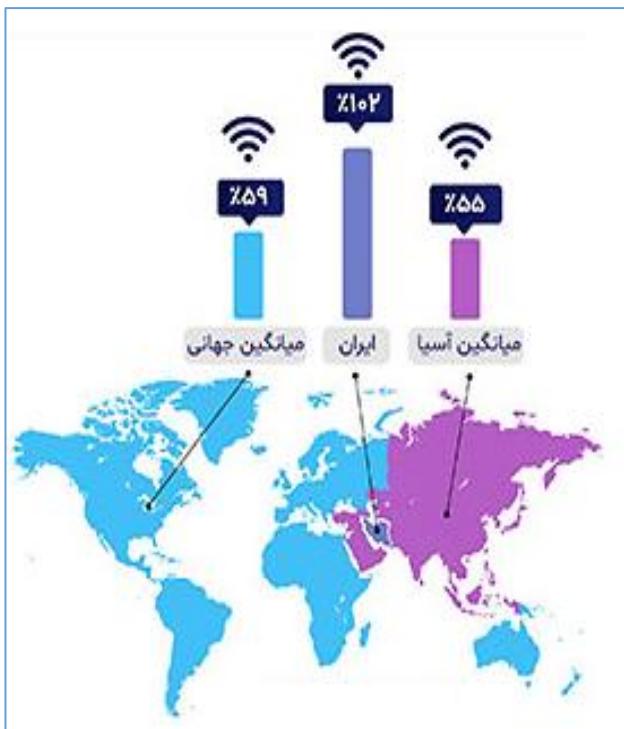 ٪۱۰۲
٪۵۵
٪۵۹
میانگین آسیا
ایران
میانگین جهانی